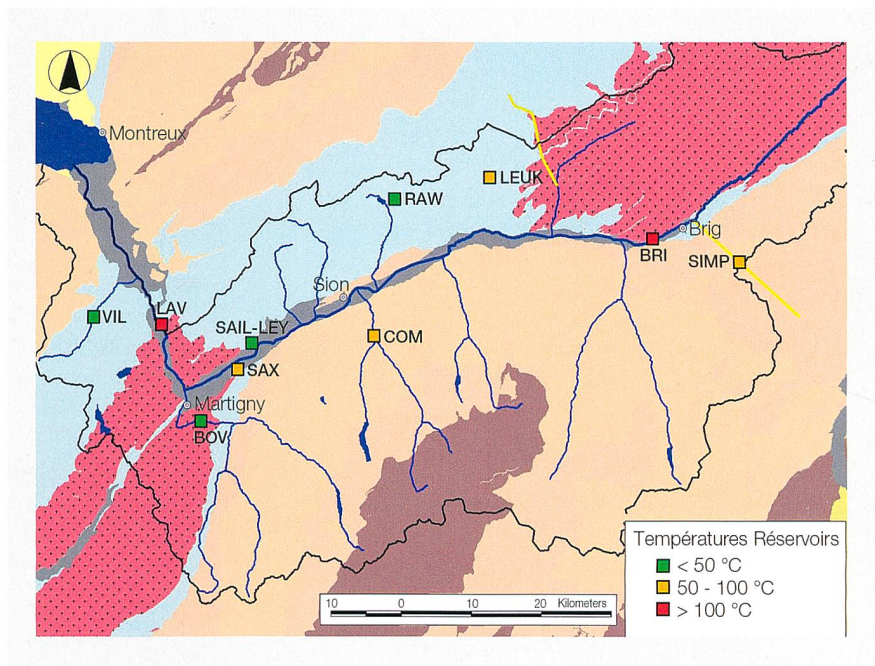 Montreux
LEUK
RAW
Brig
BRI
SIMP
Sion
VIL
LAV
SAIL-LEY
COM
SAX
Martigny
BOV
Températures Réservoirs
< 50 °C
50 - 100 °C
> 100 °C
10 0 10 20 Kilometers